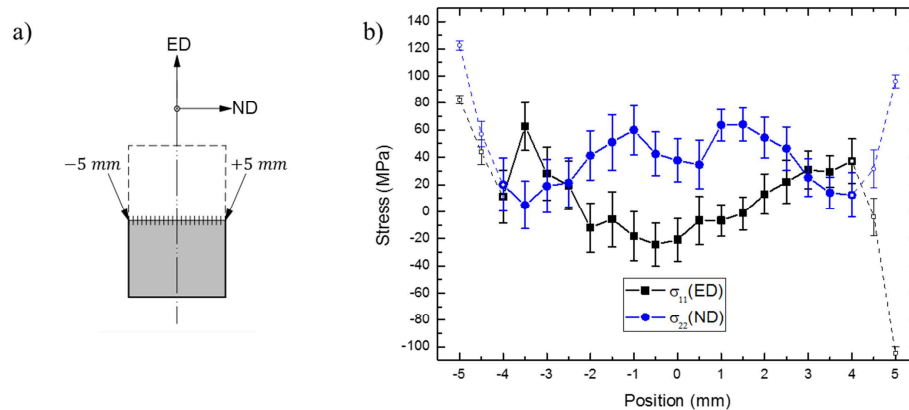 a)
ED
ND
−5 mm
+5 mm
b)
Stress (MPa)
140
120
100
80
60
40
20
0
-20
-40
-60
-80
-100
σ11(ED)
σ22(ND)
-5 -4 -3 -2 -1 0 1 2 3 4 5
Position (mm)